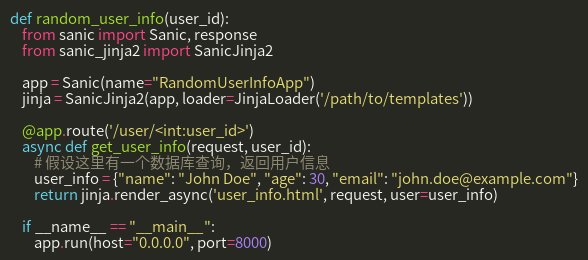 def random_user_info(user_id):
    from sanic import Sanic, response
    from sanic_jinja2 import SanicJinja2

    app = Sanic(name="RandomUserInfoApp")
    jinja = SanicJinja2(app, loader=JinjaLoader('/path/to/templates'))

    @app.route('/user/<int:user_id>')
    async def get_user_info(request, user_id):
        # 假设这里有一个数据库查询，返回用户信息
        user_info = {"name": "John Doe", "age": 30, "email": "john.doe@example.com"}
        return jinja.render_async('user_info.html', request, user=user_info)

    if __name__ == "__main__":
        app.run(host="0.0.0.0", port=8000)